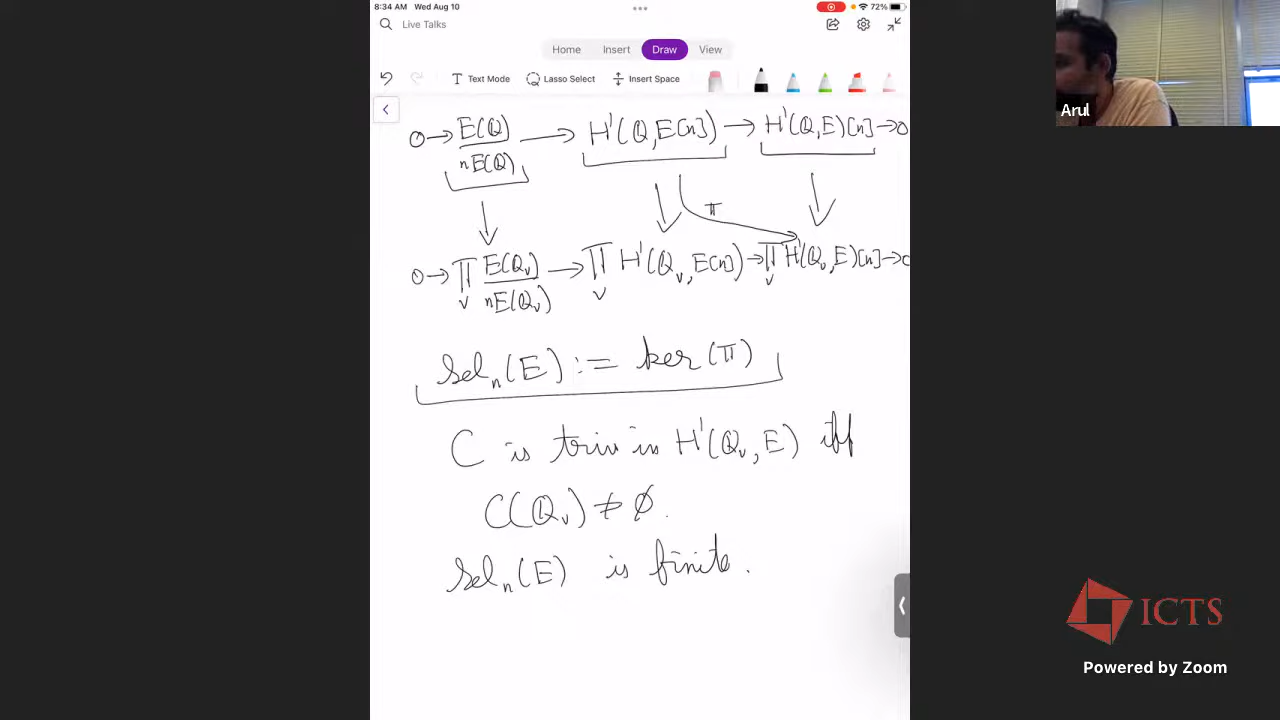 8:34 AM Wed Aug 10
72%
Live Talks
Home Insert Draw View
Text Mode Lasso Select Insert Space
0 → E(Q)/nE(Q) → H¹(Q,E[n]) → H¹(Q,E)[n] → 0
π
0 → ∏_v E(Q_v)/nE(Q_v) → ∏_v H¹(Q_v,E[n]) → ∏_v H¹(Q_v,E)[n] → 0
Sel_n(E) := ker(π)
C is triv in H¹(Q_v,E) iff
C(Q_v) ≠ ∅.
Sel_n(E) is finite.
Arul
ICTS
Powered by Zoom